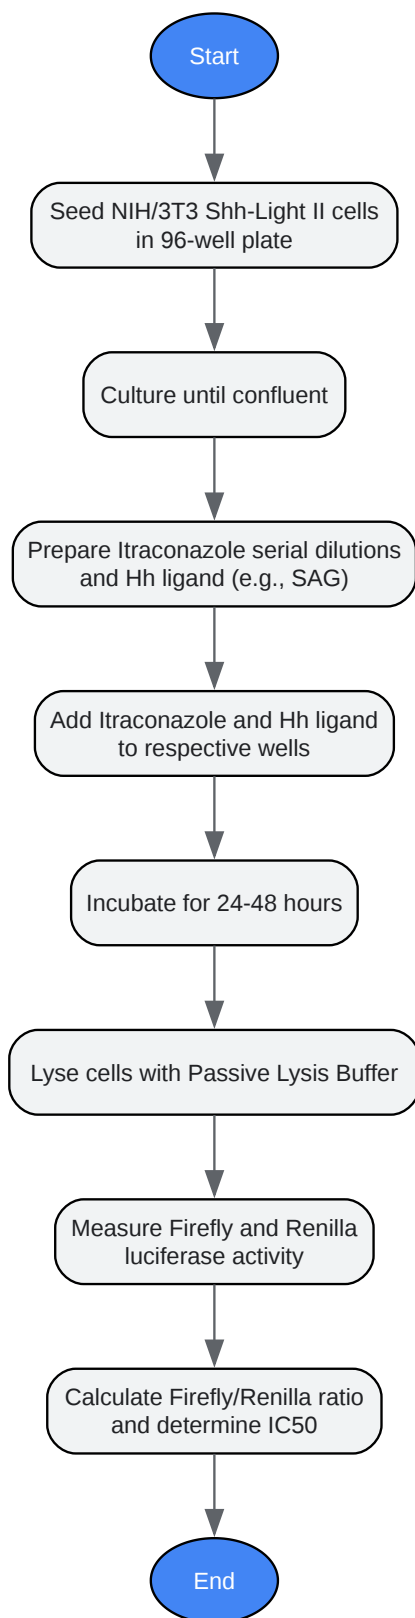 Start
Seed NIH/3T3 Shh-Light II cells
in 96-well plate
Culture until confluent
Prepare Itraconazole serial dilutions
and Hh ligand (e.g., SAG)
Add Itraconazole and Hh ligand
to respective wells
Incubate for 24-48 hours
Lyse cells with Passive Lysis Buffer
Measure Firefly and Renilla
luciferase activity
Calculate Firefly/Renilla ratio
and determine IC50
End